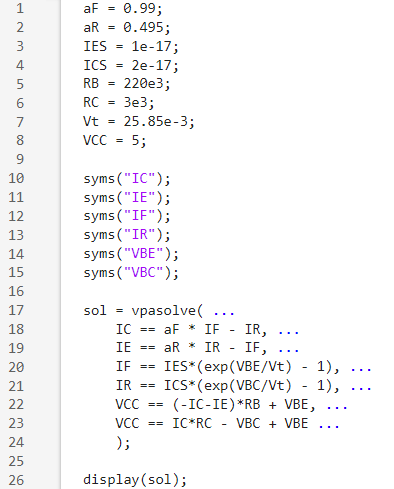 1 aF = 0.99;
2 aR = 0.495;
3 IES = 1e-17;
4 ICS = 2e-17;
5 RB = 220e3;
6 RC = 3e3;
7 Vt = 25.85e-3;
8 VCC = 5;
9
10 syms("IC");
11 syms("IE");
12 syms("IF");
13 syms("IR");
14 syms("VBE");
15 syms("VBC");
16
17 sol = vpasolve( ...
18     IC == aF * IF - IR, ...
19     IE == aR * IR - IF, ...
20     IF == IES*(exp(VBE/Vt) - 1), ...
21     IR == ICS*(exp(VBC/Vt) - 1), ...
22     VCC == (-IC-IE)*RB + VBE, ...
23     VCC == IC*RC - VBC + VBE ...
24     );
25
26 display(sol);